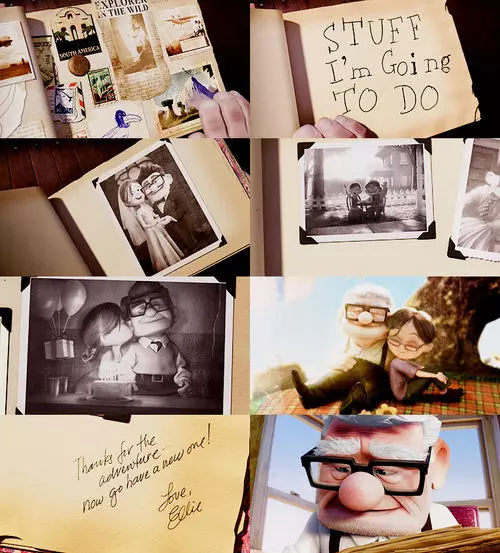 EXPLORER
IN THE WILD
SOUTH AMERICA
STUFF
I'm Going
TO DO
Thanks for the
adventure -
now go have a new one!
Love,
Ellie